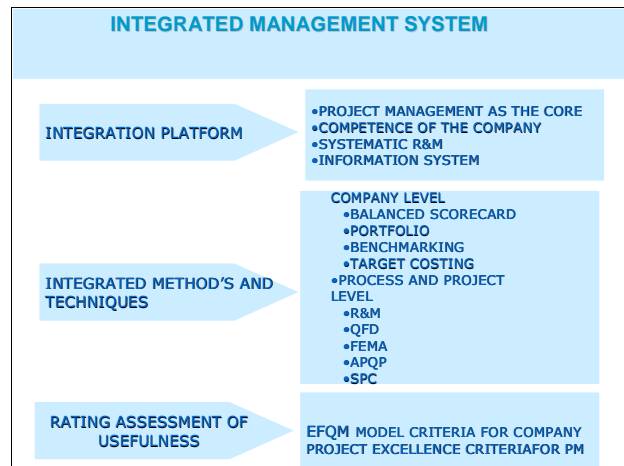 INTEGRATED MANAGEMENT SYSTEM
INTEGRATION PLATFORM
•PROJECT MANAGEMENT AS THE CORE
•COMPETENCE OF THE COMPANY
•SYSTEMATIC R&M
•INFORMATION SYSTEM
INTEGRATED METHOD'S AND
TECHNIQUES
COMPANY LEVEL
•BALANCED SCORECARD
•PORTFOLIO
•BENCHMARKING
•TARGET COSTING
•PROCESS AND PROJECT
LEVEL
•R&M
•QFD
•FEMA
•APQP
•SPC
RATING ASSESSMENT OF
USEFULNESS
EFQM MODEL CRITERIA FOR COMPANY
PROJECT EXCELLENCE CRITERIAFOR PM